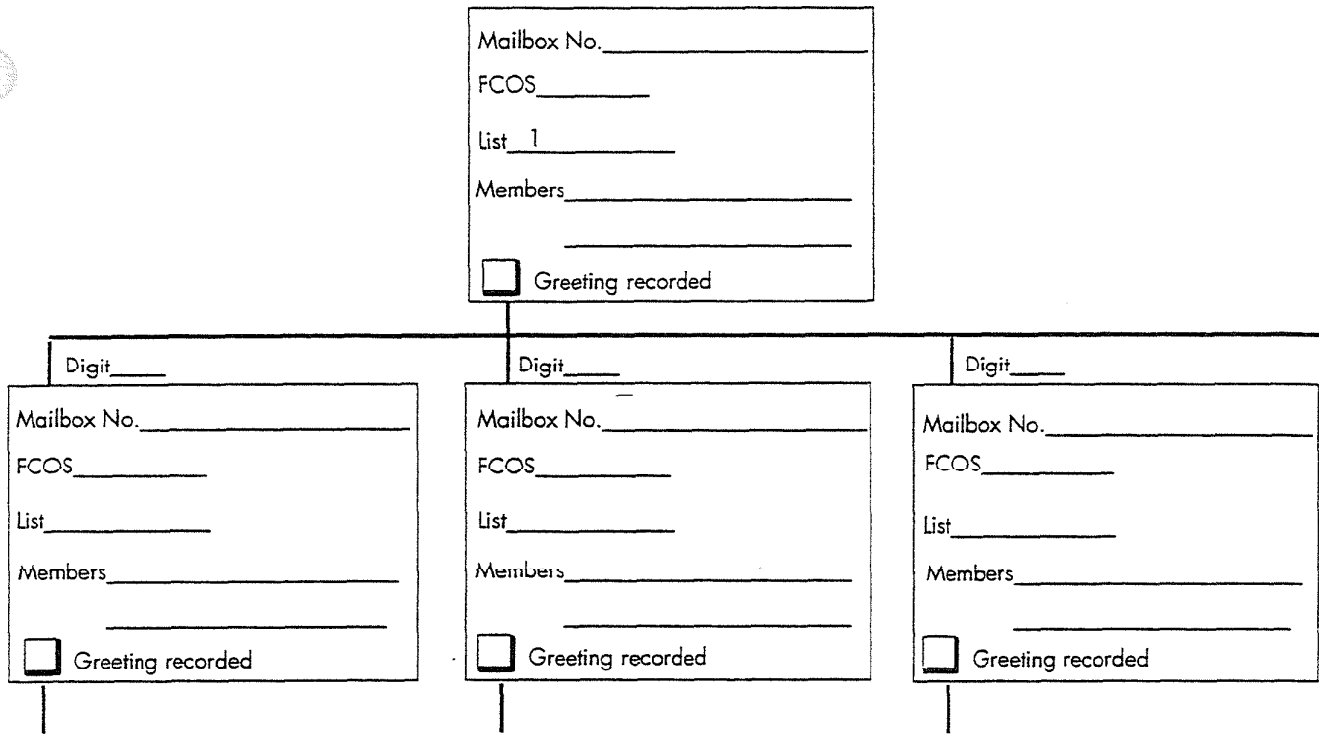 Mailbox No.
FCOS
List 1
Members
Greeting recorded
Digit
Mailbox No.
FCOS
List
Members
Greeting recorded
Digit
Mailbox No.
FCOS
List
Members
Greeting recorded
Digit
Mailbox No.
FCOS
List
Members
Greeting recorded